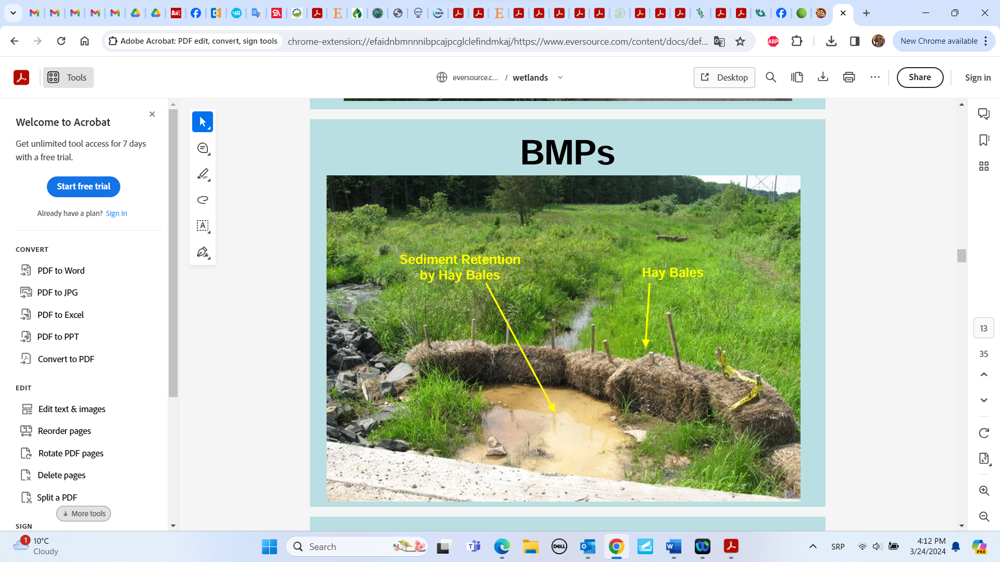 Adobe Acrobat: PDF edit, convert, sign tools
chrome-extension://efaidnbmnnnibpcajpcglclefindmkaj/https://www.eversource.com/content/docs/def...
ABP
New Chrome available
Tools
eversource.c... / wetlands
Desktop
Share
Sign in
Welcome to Acrobat
Get unlimited tool access for 7 days
with a free trial.
Start free trial
Already have a plan? Sign in
CONVERT
PDF to Word
PDF to JPG
PDF to Excel
PDF to PPT
Convert to PDF
EDIT
Edit text & images
Reorder pages
Rotate PDF pages
Delete pages
Split a PDF
More tools
SIGN
BMPs
Sediment Retention
by Hay Bales
Hay Bales
13
35
1
10°C
Cloudy
Search
DELL
SRP
4:12 PM
3/24/2024
PRE